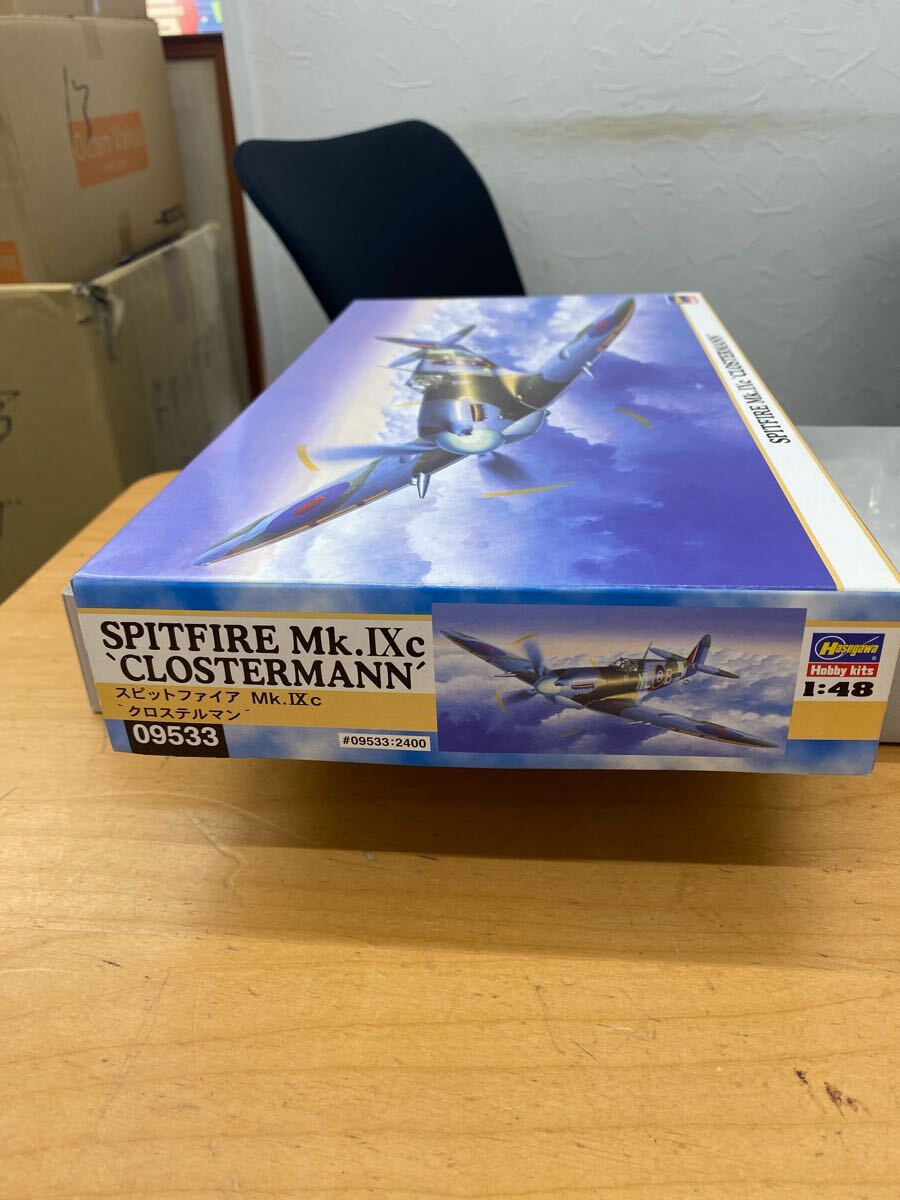 13
SPITFIRE Mk.IXc 'CLOSTERMANN'
SPITFIRE Mk.IXc
`CLOSTERMANN´
スピットファイア Mk.IXc
`クロステルマン´
09533
#09533:2400
Hasegawa
Hobby kits
1:48